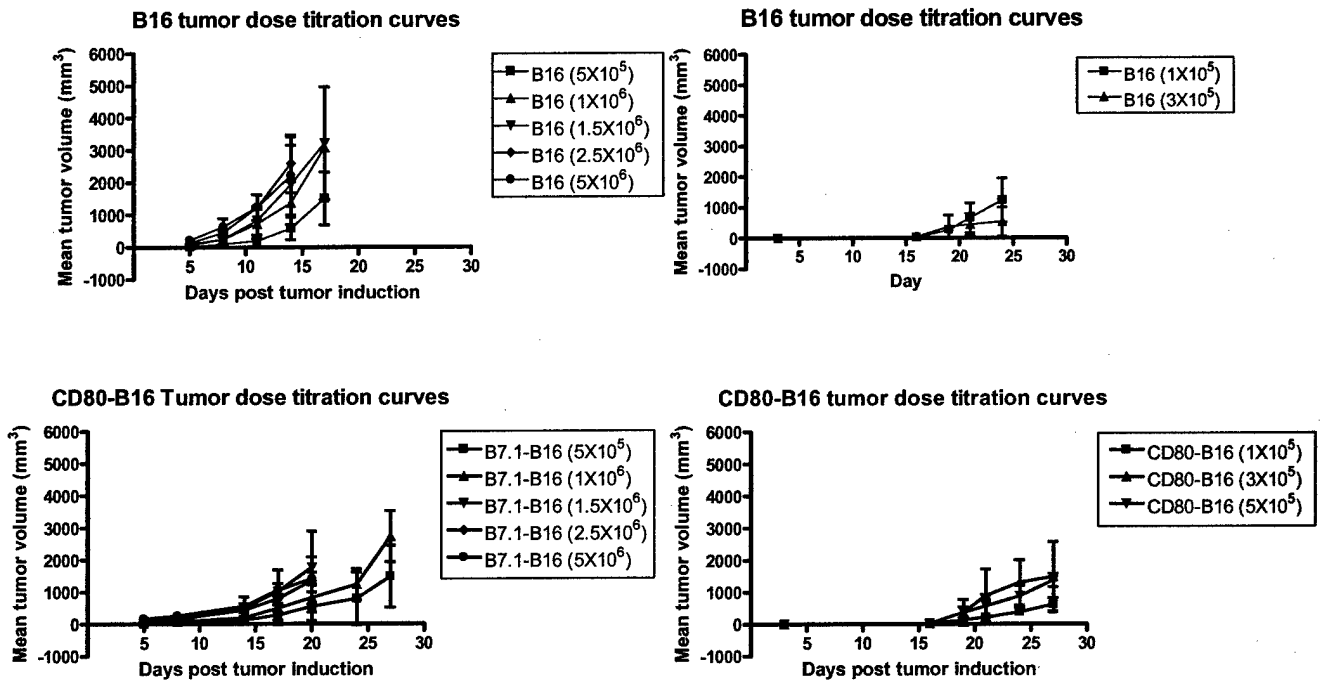 B16 tumor dose titration curves
Mean tumor volume (mm³)
6000
5000
4000
3000
2000
1000
0
-1000
5 10 15 20 25 30
Days post tumor induction
B16 (5X10⁵)
B16 (1X10⁶)
B16 (1.5X10⁶)
B16 (2.5X10⁶)
B16 (5X10⁶)
B16 tumor dose titration curves
Mean tumor volume (mm³)
6000
5000
4000
3000
2000
1000
0
-1000
5 10 15 20 25 30
Day
B16 (1X10⁵)
B16 (3X10⁵)
CD80-B16 Tumor dose titration curves
Mean tumor volume (mm³)
6000
5000
4000
3000
2000
1000
0
-1000
5 10 15 20 25 30
Days post tumor induction
B7.1-B16 (5X10⁵)
B7.1-B16 (1X10⁶)
B7.1-B16 (1.5X10⁶)
B7.1-B16 (2.5X10⁶)
B7.1-B16 (5X10⁶)
CD80-B16 tumor dose titration curves
Mean tumor volume (mm³)
6000
5000
4000
3000
2000
1000
0
-1000
5 10 15 20 25 30
Days post tumor induction
CD80-B16 (1X10⁵)
CD80-B16 (3X10⁵)
CD80-B16 (5X10⁵)